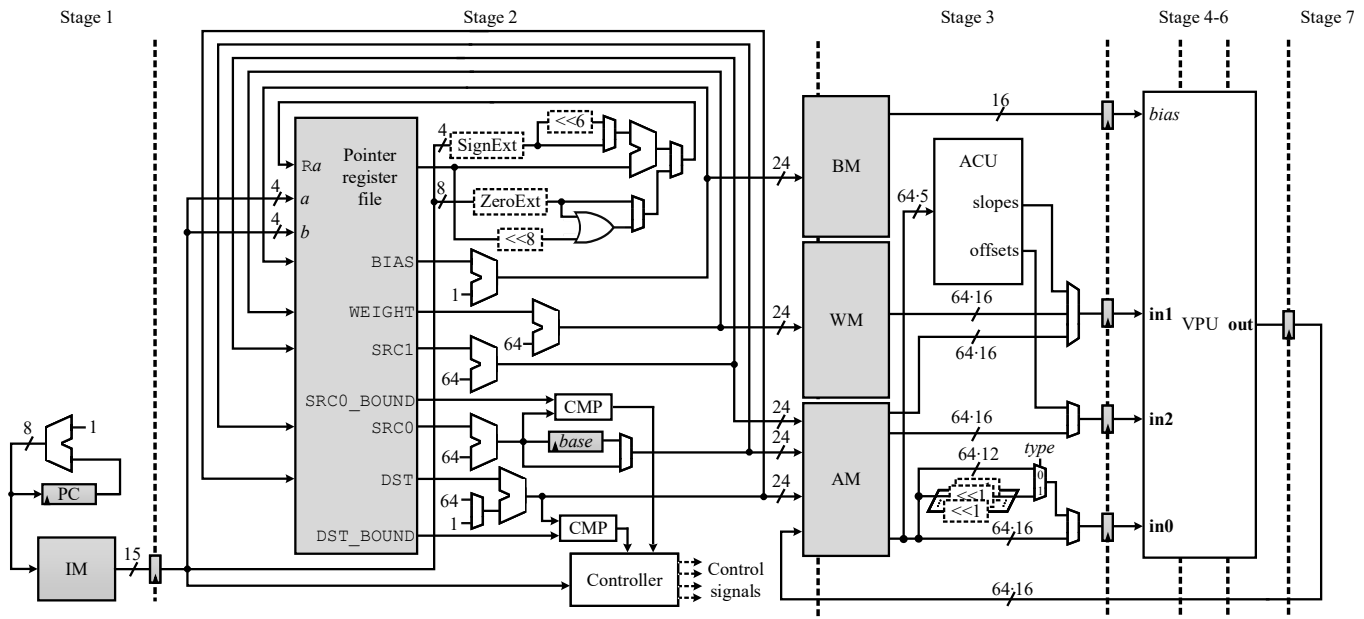 Stage 1
Stage 2
Stage 3
Stage 4-6
Stage 7
<<6
4
SignExt
Ra
Pointer
register
file
4
a
4
b
8
ZeroExt
<<8
BIAS
1
WEIGHT
64
SRC1
64
SRC0_BOUND
CMP
SRC0
64
base
DST
64
1
DST_BOUND
CMP
Controller
Control
signals
8
1
PC
IM
15
24
BM
24
WM
24
24
24
AM
16
ACU
64·5
slopes
offsets
64·16
64·16
64·16
64·12
type
0
1
<<1
<<1
64·16
64·16
bias
in1
VPU
out
in2
in0